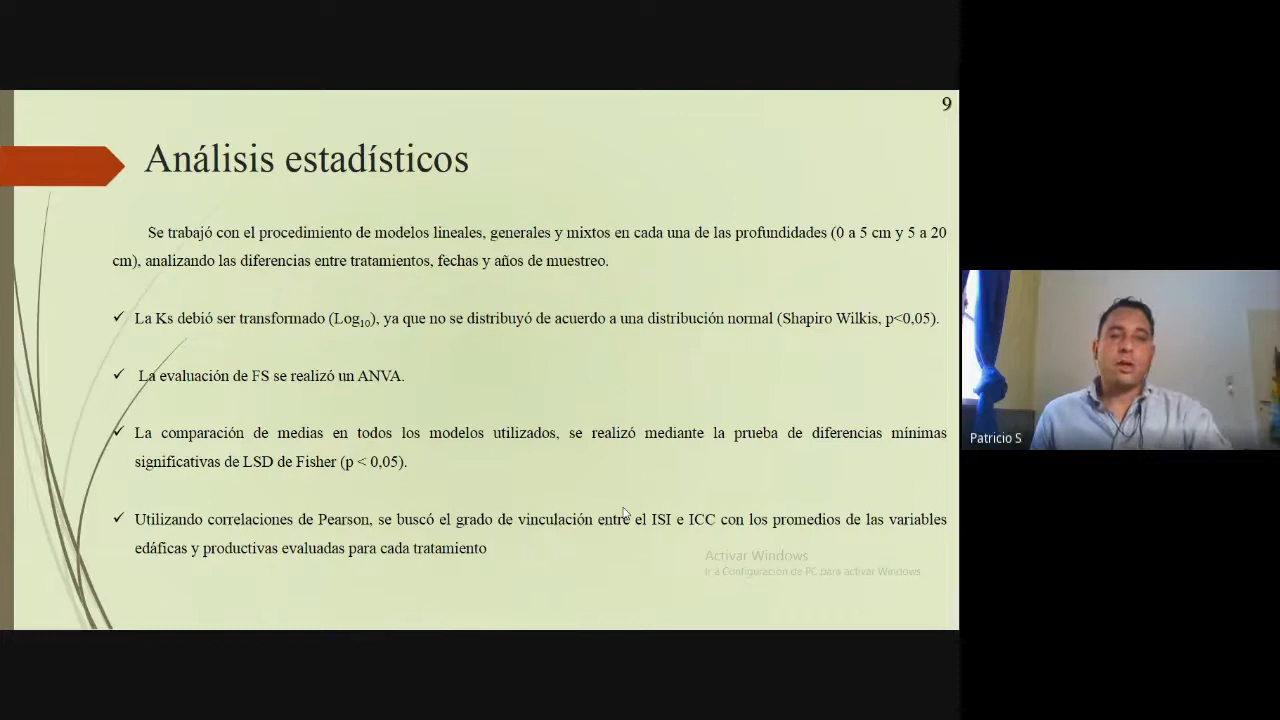 9
Análisis estadísticos
Se trabajó con el procedimiento de modelos lineales, generales y mixtos en cada una de las profundidades (0 a 5 cm y 5 a 20
cm), analizando las diferencias entre tratamientos, fechas y años de muestreo.
✓ La Ks debió ser transformado (Log₁₀), ya que no se distribuyó de acuerdo a una distribución normal (Shapiro Wilkis, p<0,05).
✓ La evaluación de FS se realizó un ANVA.
✓ La comparación de medias en todos los modelos utilizados, se realizó mediante la prueba de diferencias mínimas
significativas de LSD de Fisher (p < 0,05).
✓ Utilizando correlaciones de Pearson, se buscó el grado de vinculación entre el ISI e ICC con los promedios de las variables
edáficas y productivas evaluadas para cada tratamiento
Activar Windows
Ir a Configuración de PC para activar Windows.
Patricio S